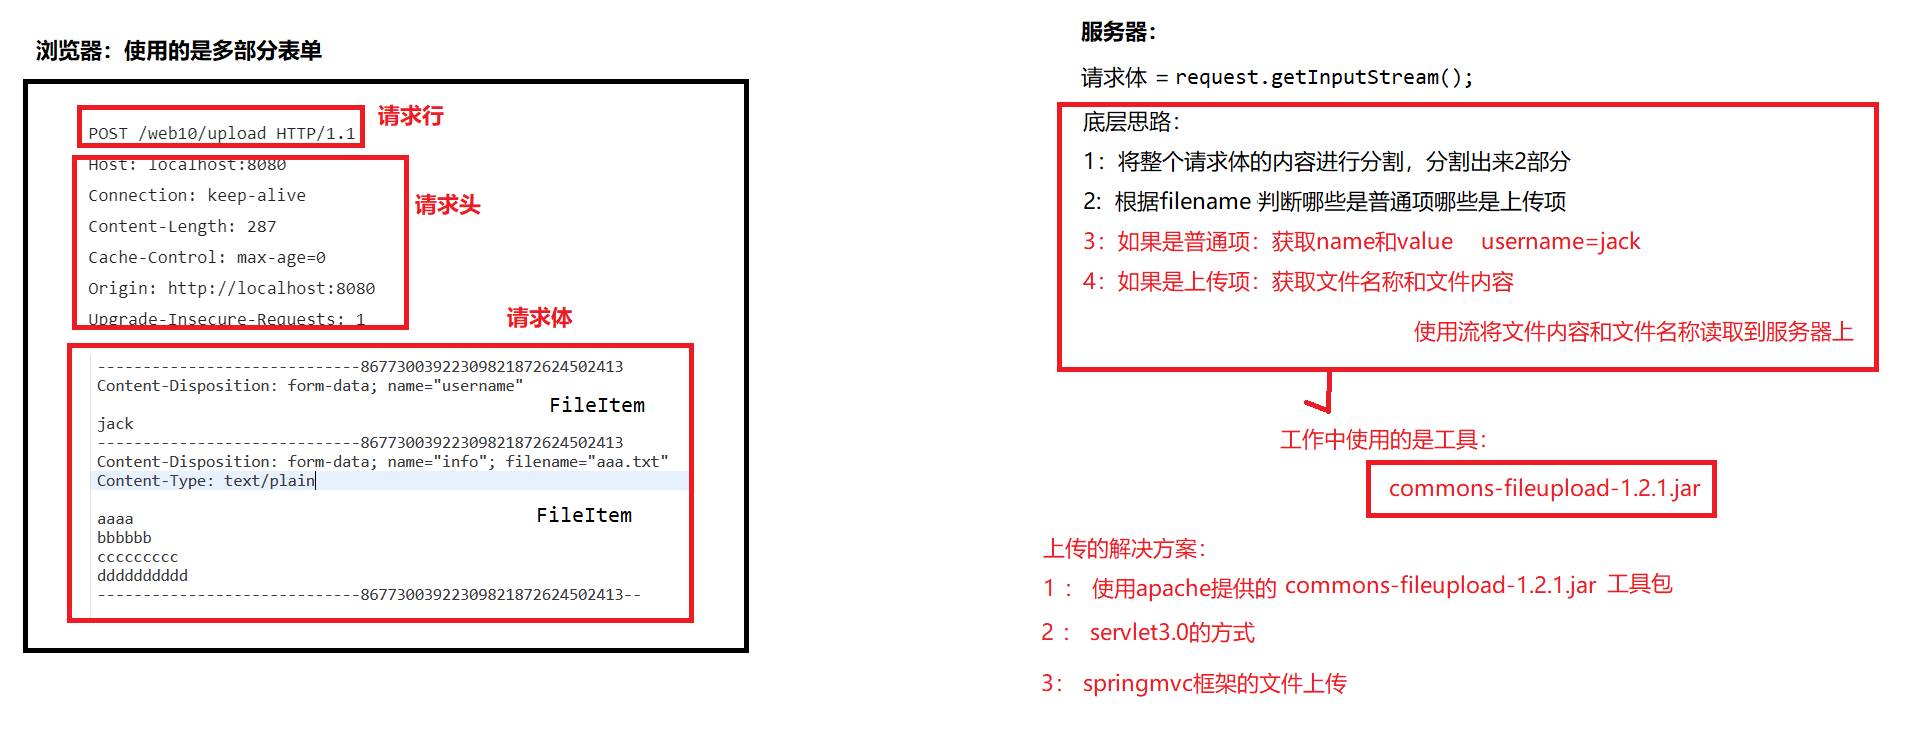 浏览器：使用的是多部分表单
请求行
POST /web10/upload HTTP/1.1
Host: localhost:8080
Connection: keep-alive
请求头
Content-Length: 287
Cache-Control: max-age=0
Origin: http://localhost:8080
Upgrade-Insecure-Requests: 1
请求体
-----------------------------86773003922309821872624502413
Content-Disposition: form-data; name="username"
FileItem
jack
-----------------------------86773003922309821872624502413
Content-Disposition: form-data; name="info"; filename="aaa.txt"
Content-Type: text/plain
FileItem
aaaa
bbbbbb
ccccccccc
dddddddddd
-----------------------------86773003922309821872624502413--
服务器：
请求体 = request.getInputStream();
底层思路：
1：将整个请求体的内容进行分割，分割出来2部分
2：根据filename 判断哪些是普通项哪些是上传项
3：如果是普通项：获取name和value username=jack
4：如果是上传项：获取文件名称和文件内容
使用流将文件内容和文件名称读取到服务器上
工作中使用的是工具：
commons-fileupload-1.2.1.jar
上传的解决方案：
1 ： 使用apache提供的 commons-fileupload-1.2.1.jar 工具包
2 ： servlet3.0的方式
3： springmvc框架的文件上传